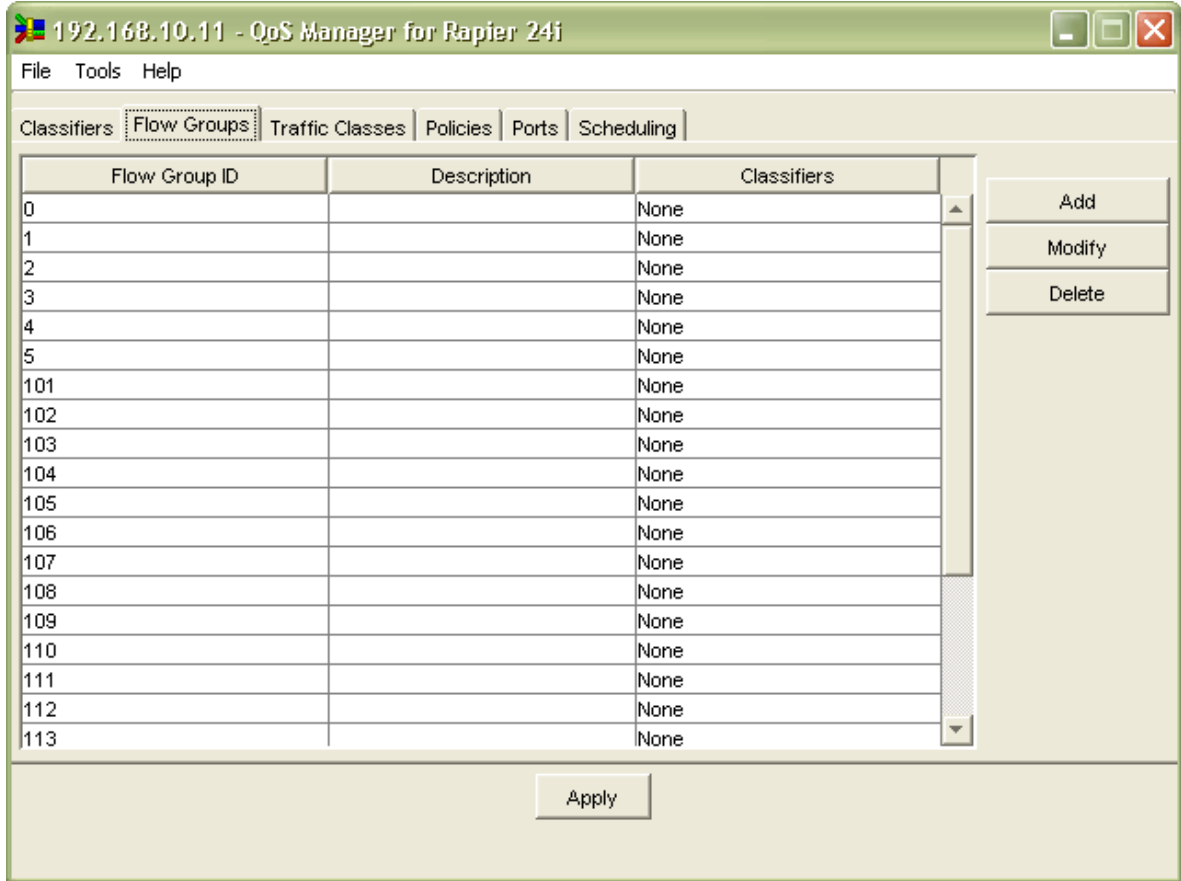 192.168.10.11 - QoS Manager for Rapier 24i
File Tools Help
Classifiers Flow Groups Traffic Classes Policies Ports Scheduling
Flow Group ID Description Classifiers
0 None
1 None
2 None
3 None
4 None
5 None
101 None
102 None
103 None
104 None
105 None
106 None
107 None
108 None
109 None
110 None
111 None
112 None
113 None
Add
Modify
Delete
Apply